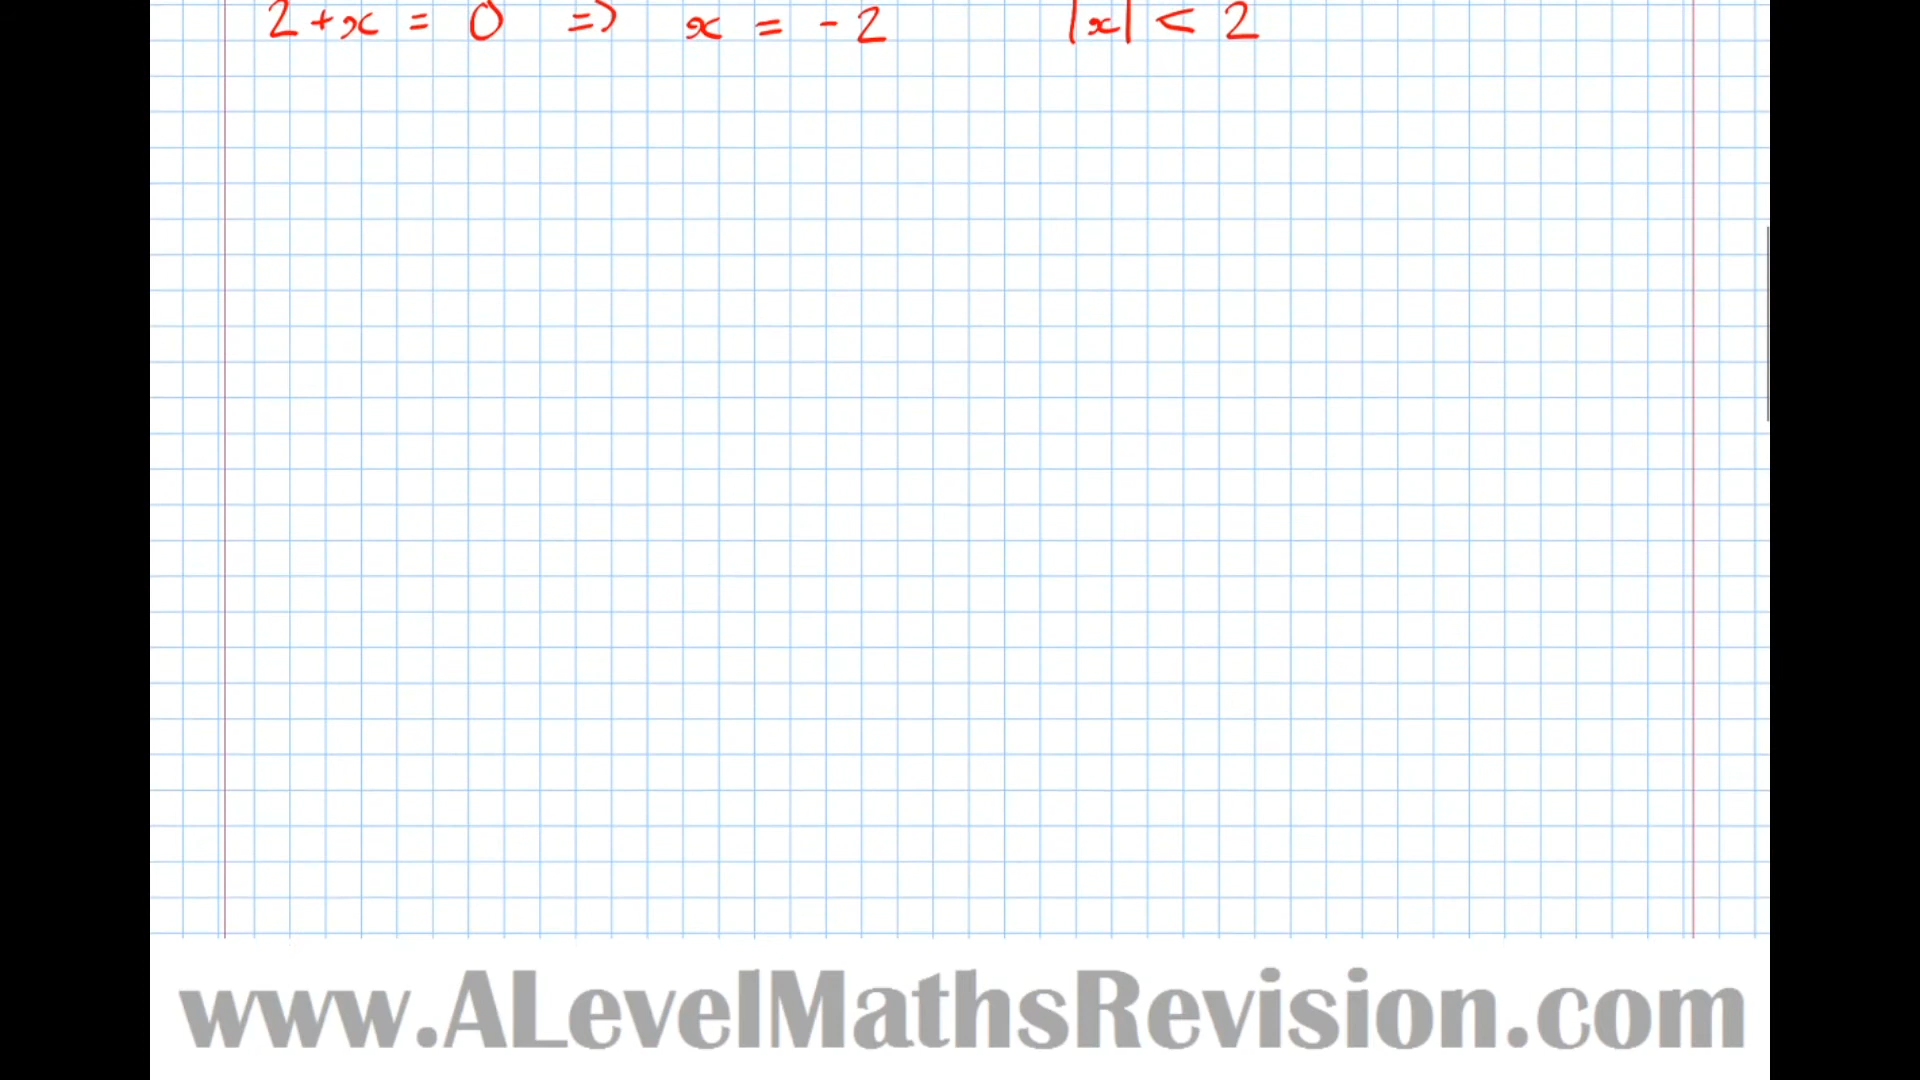 2+x = 0 => x = -2 |x| < 2
www.ALevelMathsRevision.com